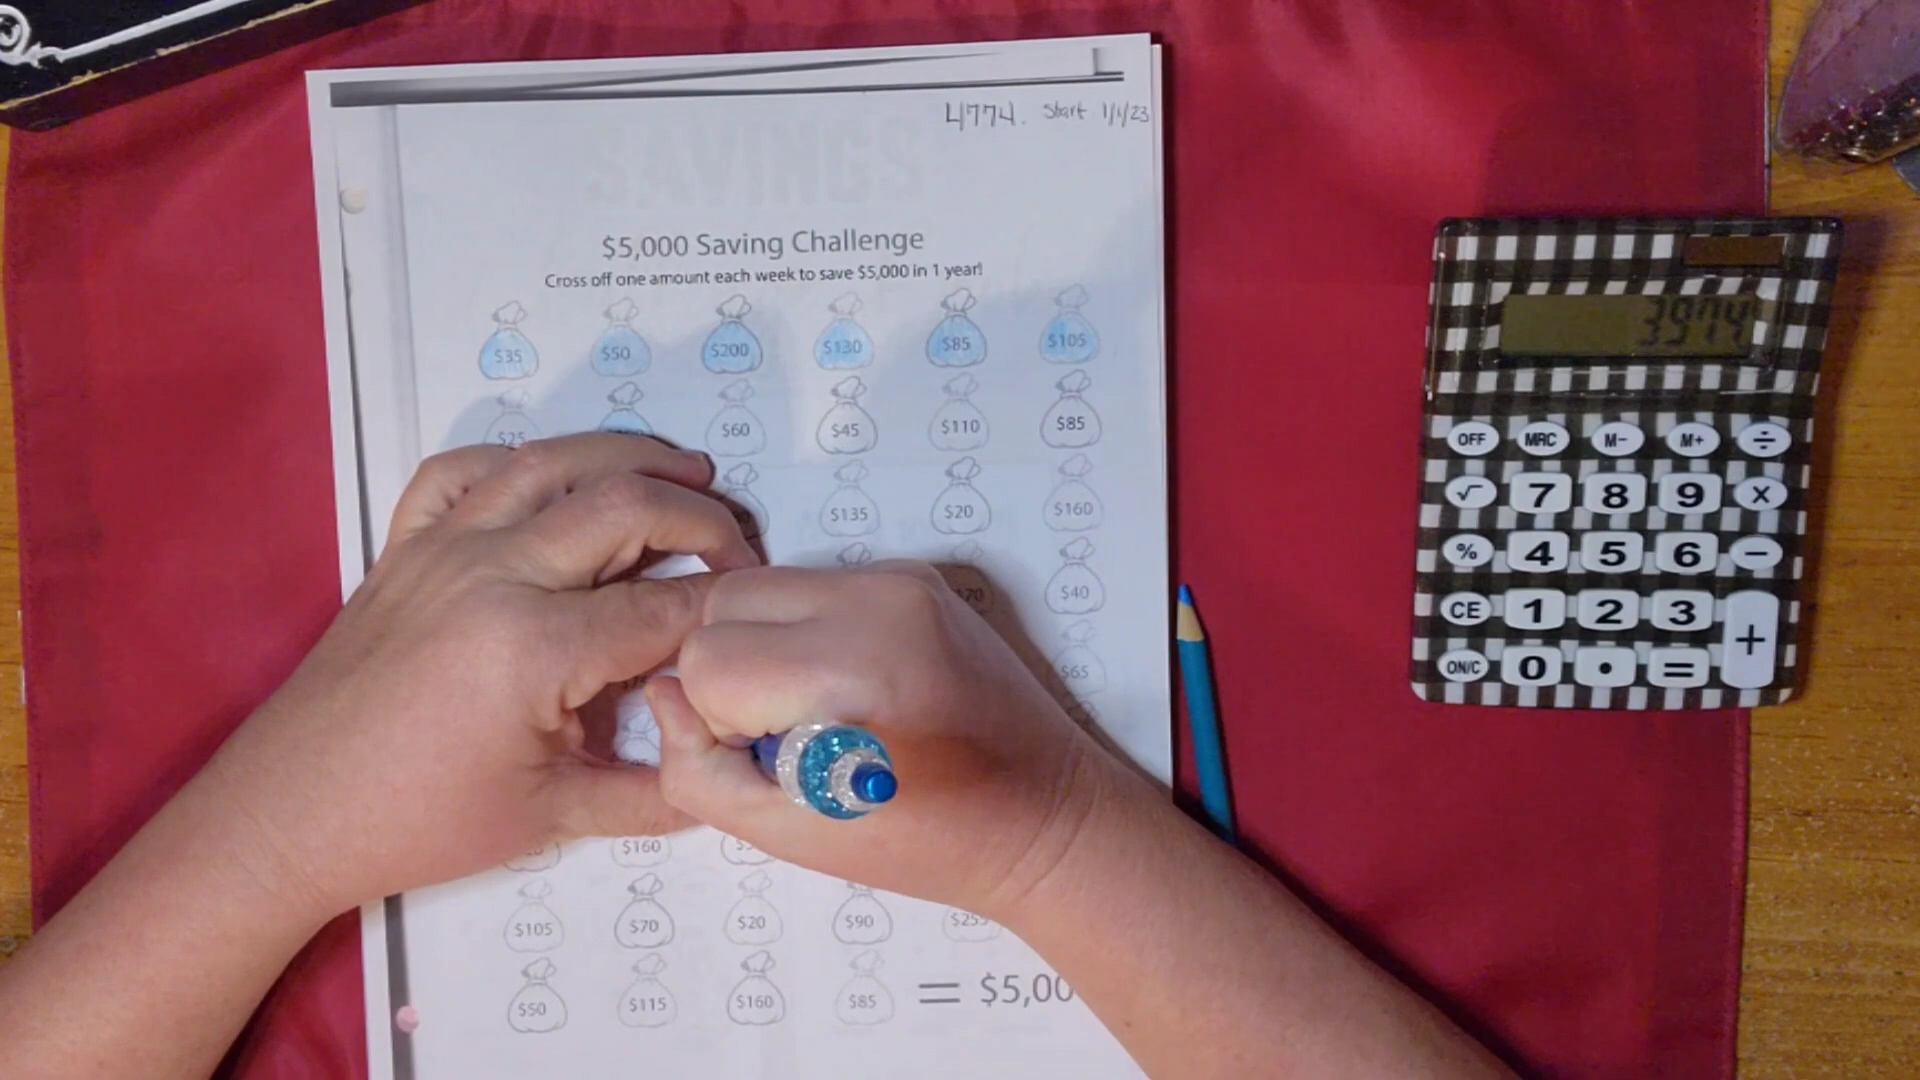 4774. Start 1/1/23
SAVINGS
$5,000 Saving Challenge
Cross off one amount each week to save $5,000 in 1 year!
$35 $50 $200 $130 $85 $105
$25 $60 $45 $110 $85
$135 $20 $160
$40
$65
$160
$105 $70 $20 $90
$50 $115 $160 $85 = $5,00
3974
OFF MRC M− M+ ÷
√ 7 8 9 X
% 4 5 6 −
CE 1 2 3 +
ON/C 0 • =